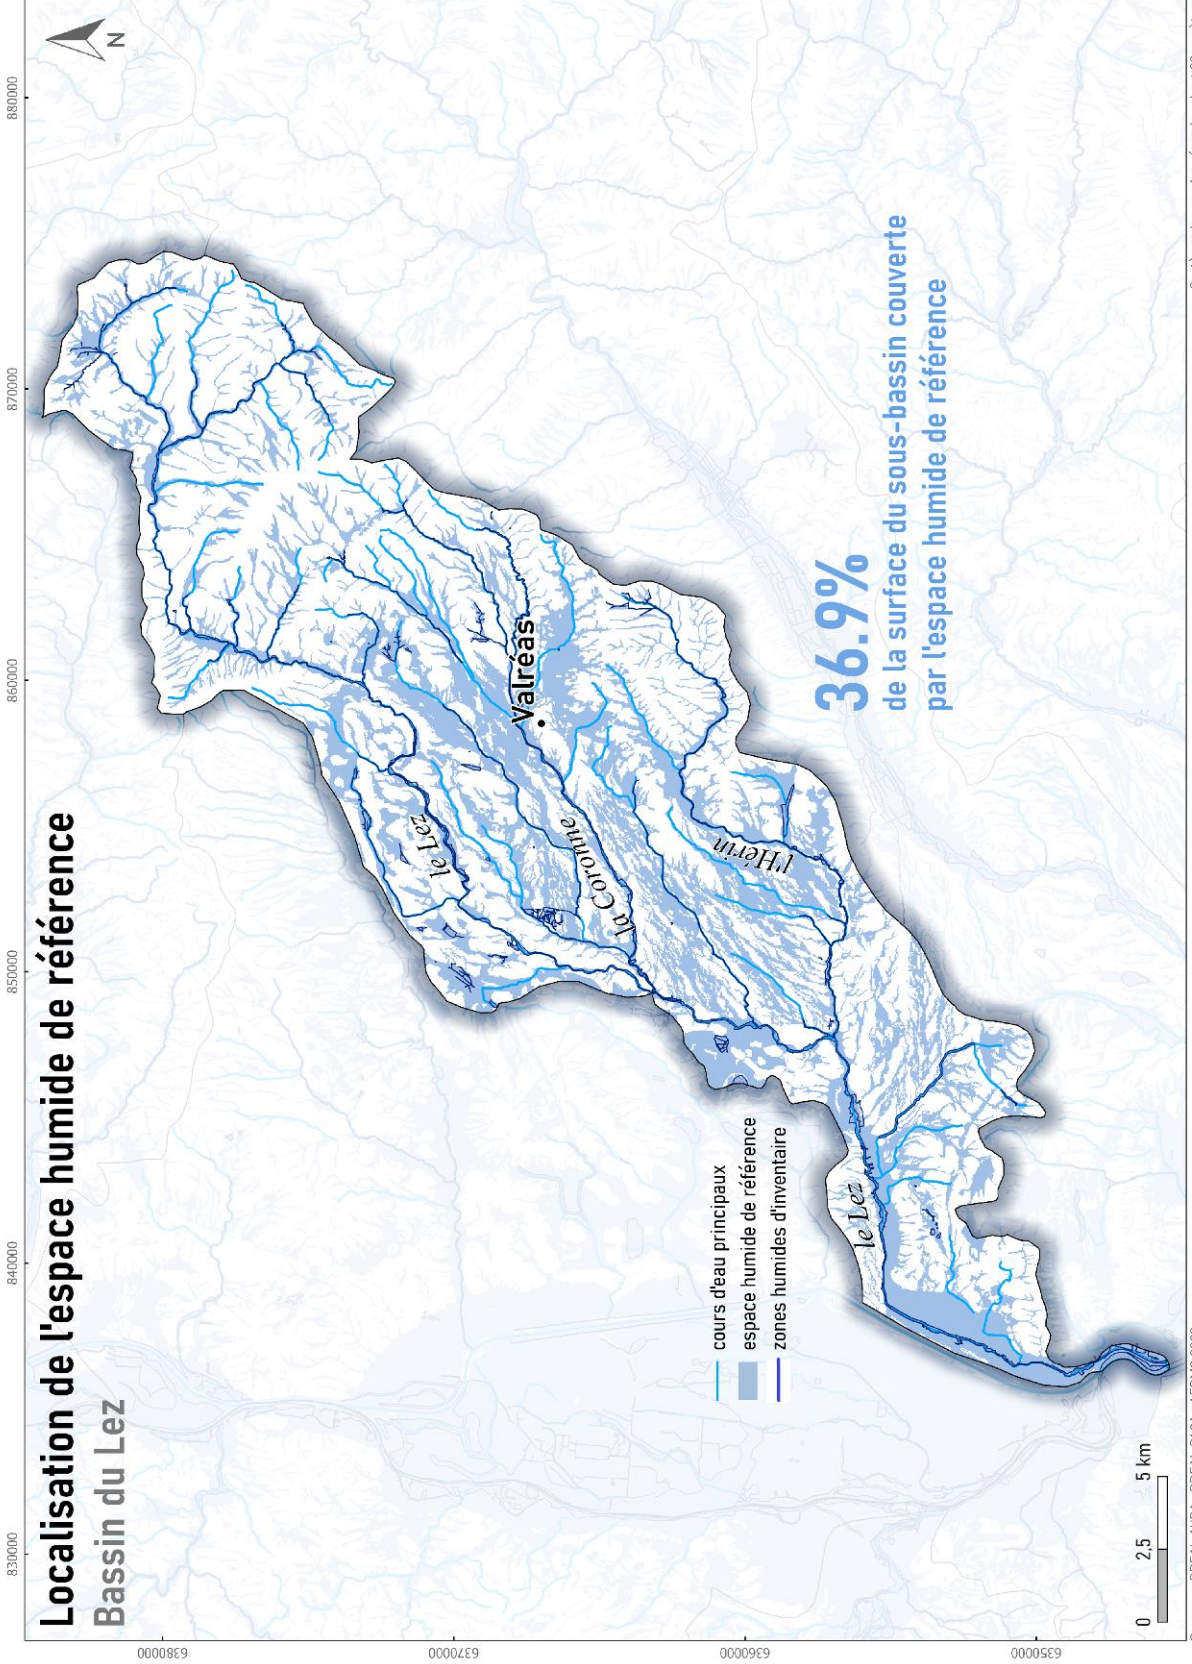 Localisation de l'espace humide de référence
Bassin du Lez
N
830000
840000
850000
860000
870000
880000
6380000
6370000
6360000
6350000
le Lez
la Coronne
Valréas
l'Hérin
le Lez
36.9%
de la surface du sous-bassin couverte
par l'espace humide de référence
cours d'eau principaux
espace humide de référence
zones humides d'inventaire
0
2,5
5 km